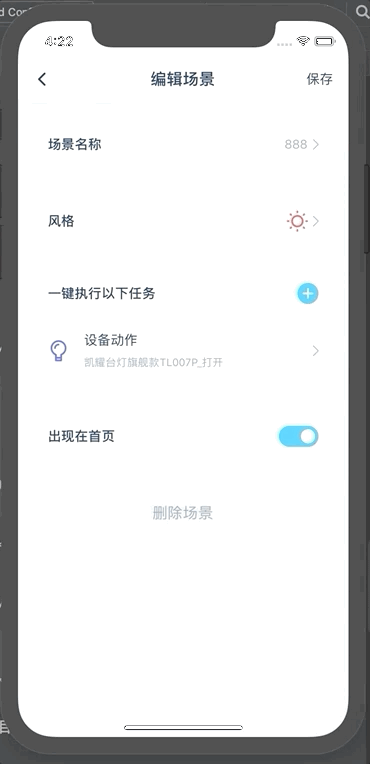 4:22
编辑场景
保存
场景名称
888
风格
一键执行以下任务
设备动作
凯耀台灯旗舰款TL007P_打开
出现在首页
删除场景